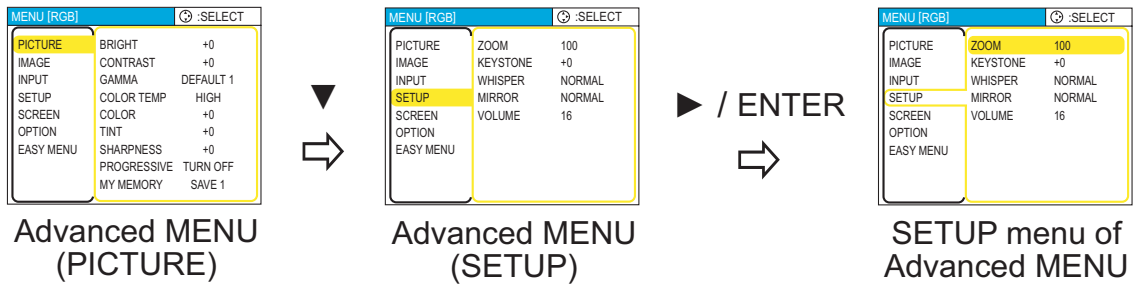 MENU [RGB] :SELECT
PICTURE BRIGHT +0
IMAGE CONTRAST +0
INPUT GAMMA DEFAULT 1
SETUP COLOR TEMP HIGH
SCREEN COLOR +0
OPTION TINT +0
EASY MENU SHARPNESS +0
PROGRESSIVE TURN OFF
MY MEMORY SAVE 1
Advanced MENU
(PICTURE)
▼
MENU [RGB] :SELECT
PICTURE ZOOM 100
IMAGE KEYSTONE +0
INPUT WHISPER NORMAL
SETUP MIRROR NORMAL
SCREEN VOLUME 16
OPTION
EASY MENU
Advanced MENU
(SETUP)
► / ENTER
MENU [RGB] :SELECT
PICTURE ZOOM 100
IMAGE KEYSTONE +0
INPUT WHISPER NORMAL
SETUP MIRROR NORMAL
SCREEN VOLUME 16
OPTION
EASY MENU
SETUP menu of
Advanced MENU